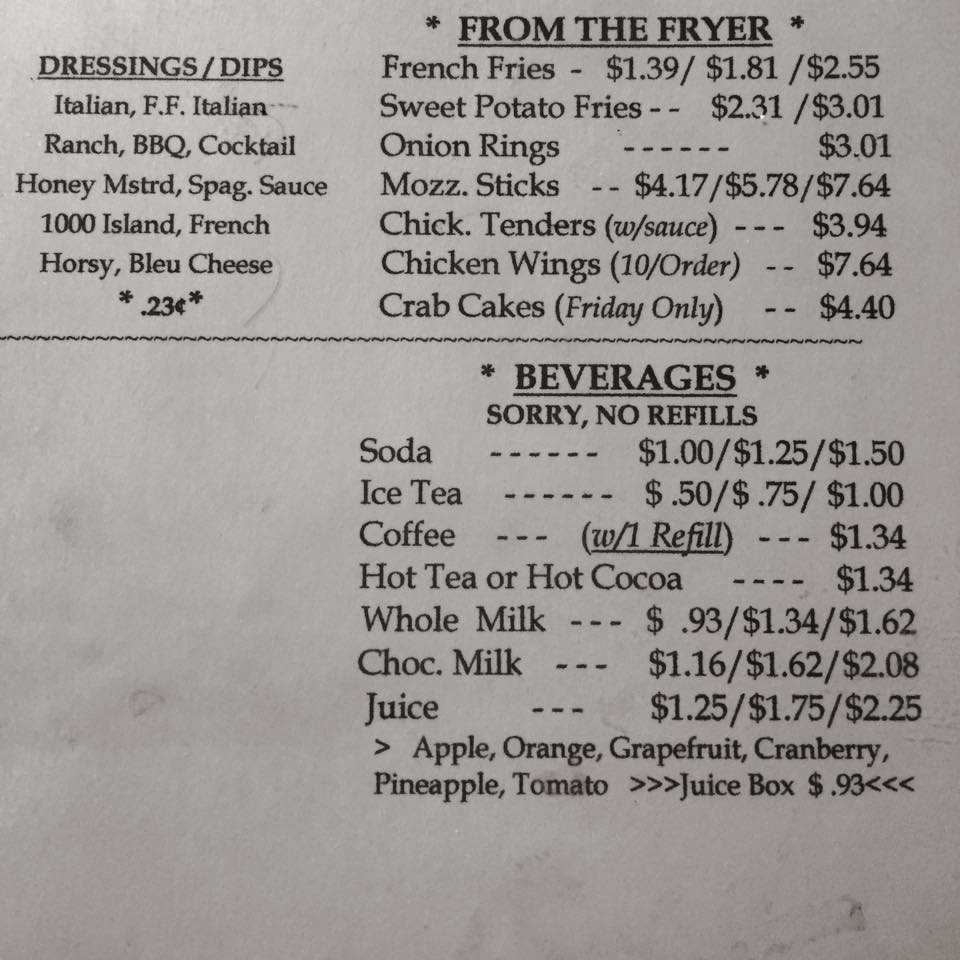 DRESSINGS / DIPS
Italian, F.F. Italian
Ranch, BBQ, Cocktail
Honey Mstrd, Spag. Sauce
1000 Island, French
Horsy, Bleu Cheese
* .23¢*
* FROM THE FRYER *
French Fries - $1.39/ $1.81 /$2.55
Sweet Potato Fries - - $2.31 /$3.01
Onion Rings - - - - - - $3.01
Mozz. Sticks - - $4.17/$5.78/$7.64
Chick. Tenders (w/sauce) - - - $3.94
Chicken Wings (10/Order) - - $7.64
Crab Cakes (Friday Only) - - $4.40
* BEVERAGES *
SORRY, NO REFILLS
Soda - - - - - - $1.00/$1.25/$1.50
Ice Tea - - - - - - $ .50/$ .75/ $1.00
Coffee - - - (w/1 Refill) - - - $1.34
Hot Tea or Hot Cocoa - - - - $1.34
Whole Milk - - - $ .93/$1.34/$1.62
Choc. Milk - - - $1.16/$1.62/$2.08
Juice - - - $1.25/$1.75/$2.25
> Apple, Orange, Grapefruit, Cranberry,
Pineapple, Tomato >>>Juice Box $ .93<<<